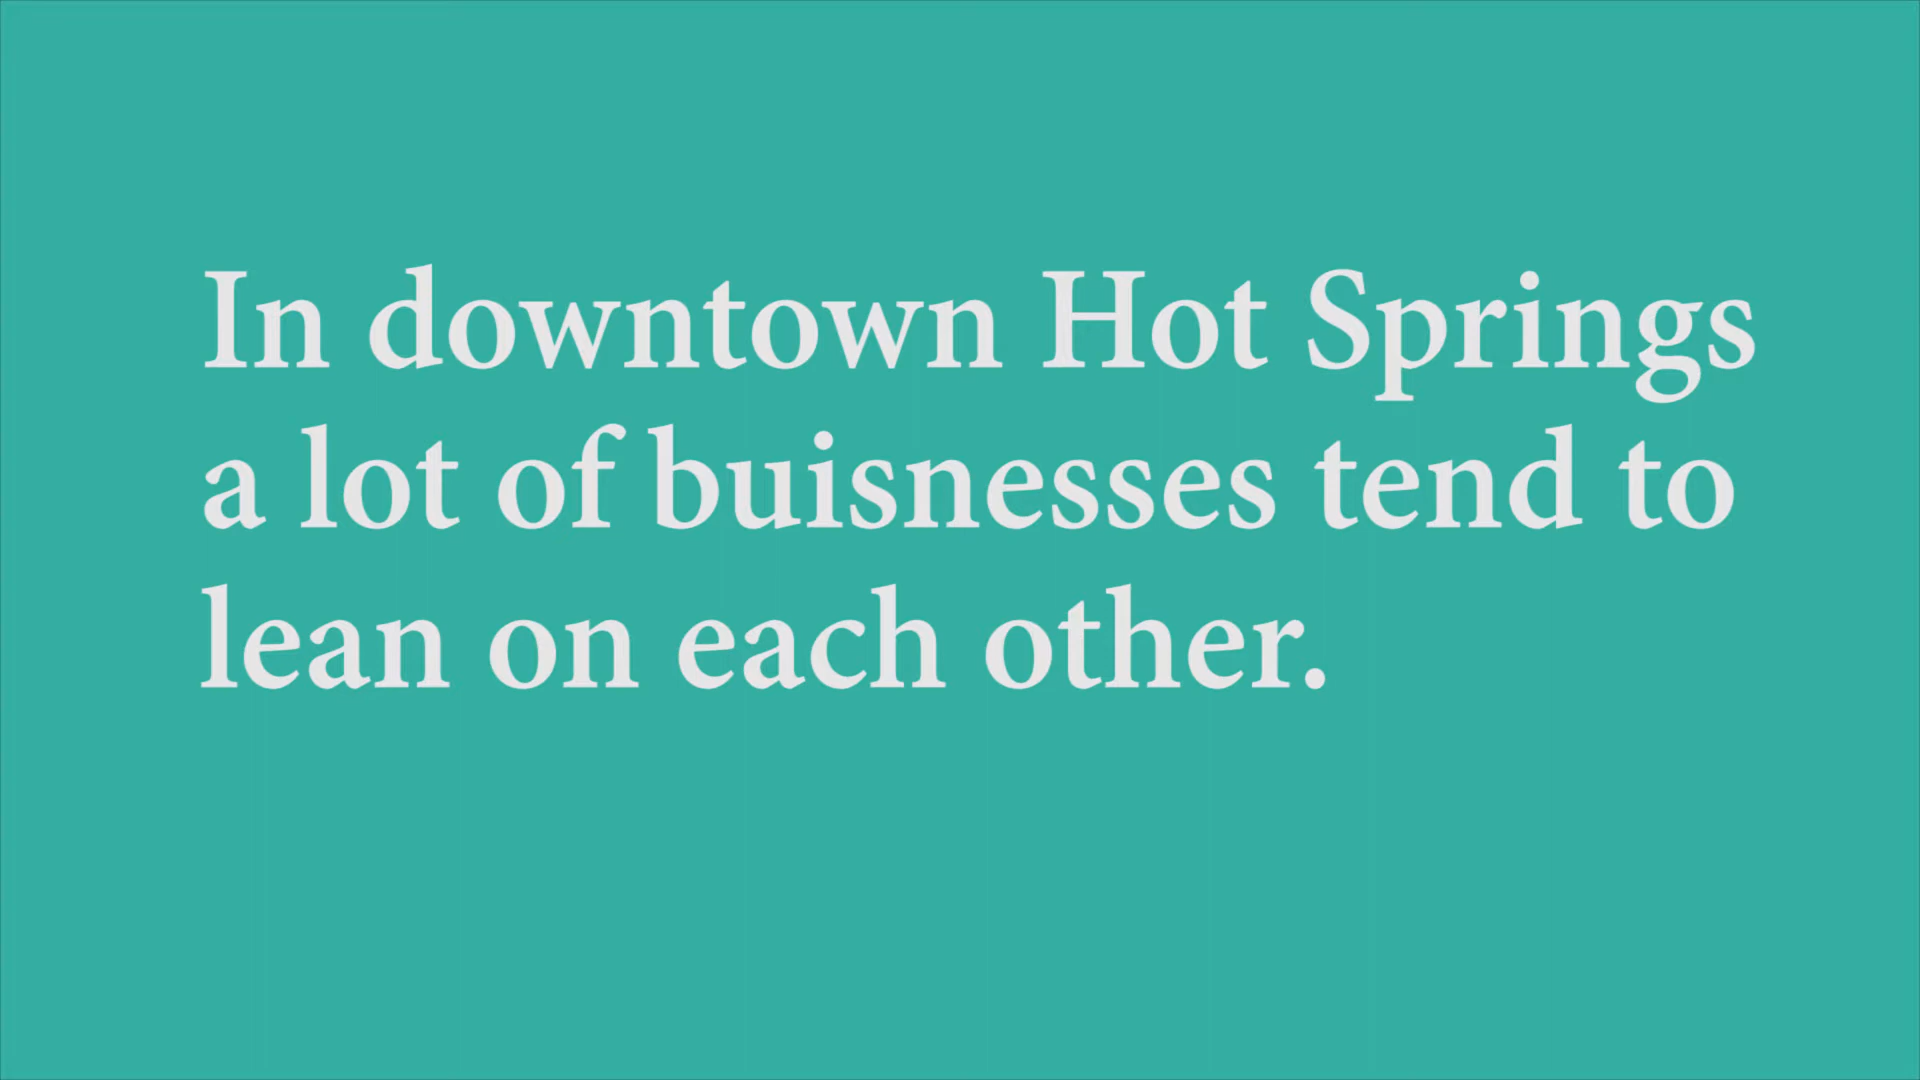 In downtown Hot Springs
a lot of buisnesses tend to
lean on each other.